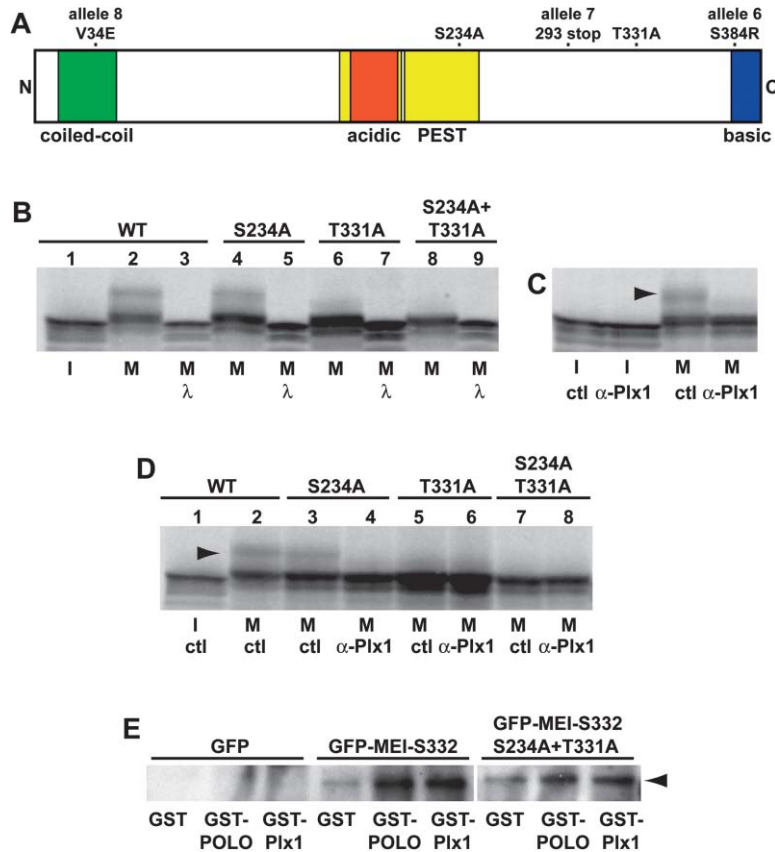 A
allele 8
V34E
S234A
allele 7
293 stop
T331A
allele 6
S384R
N
C
coiled-coil
acidic
PEST
basic
B
WT
S234A
T331A
S234A+
T331A
1 2 3 4 5 6 7 8 9
I M M M M M M M M
λ λ λ λ
C
I I M M
ctl α-Plx1 ctl α-Plx1
D
WT
S234A
T331A
S234A
T331A
1 2 3 4 5 6 7 8
I M M M M M M M
ctl ctl ctl α-Plx1 ctl α-Plx1 ctl α-Plx1
E
GFP
GFP-MEI-S332
GFP-MEI-S332
S234A+T331A
GST GST- GST- GST GST- GST- GST GST- GST-
POLO Plx1 POLO Plx1 POLO Plx1